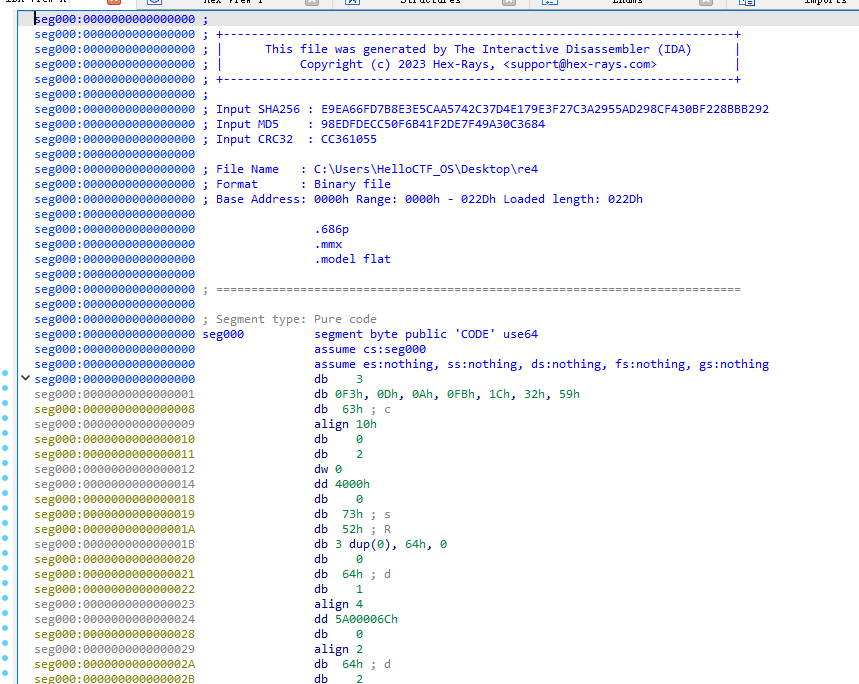 IDA View-A Hex View-1 Structures Enums Imports
seg000:0000000000000000 ;
seg000:0000000000000000 ; +-------------------------------------------------------------------------+
seg000:0000000000000000 ; |      This file was generated by The Interactive Disassembler (IDA)      |
seg000:0000000000000000 ; |           Copyright (c) 2023 Hex-Rays, <support@hex-rays.com>           |
seg000:0000000000000000 ; +-------------------------------------------------------------------------+
seg000:0000000000000000 ;
seg000:0000000000000000 ; Input SHA256 : E9EA66FD7B8E3E5CAA5742C37D4E179E3F27C3A2955AD298CF430BF228BBB292
seg000:0000000000000000 ; Input MD5    : 98EDFDECC50F6B41F2DE7F49A30C3684
seg000:0000000000000000 ; Input CRC32  : CC361055
seg000:0000000000000000
seg000:0000000000000000 ; File Name   : C:\Users\HelloCTF_OS\Desktop\re4
seg000:0000000000000000 ; Format      : Binary file
seg000:0000000000000000 ; Base Address: 0000h Range: 0000h - 022Dh Loaded length: 022Dh
seg000:0000000000000000
seg000:0000000000000000                 .686p
seg000:0000000000000000                 .mmx
seg000:0000000000000000                 .model flat
seg000:0000000000000000
seg000:0000000000000000 ; ===========================================================================
seg000:0000000000000000
seg000:0000000000000000 ; Segment type: Pure code
seg000:0000000000000000 seg000          segment byte public 'CODE' use64
seg000:0000000000000000                 assume cs:seg000
seg000:0000000000000000                 assume es:nothing, ss:nothing, ds:nothing, fs:nothing, gs:nothing
seg000:0000000000000000                 db    3
seg000:0000000000000001                 db 0F3h, 0Dh, 0Ah, 0FBh, 1Ch, 32h, 59h
seg000:0000000000000008                 db  63h ; c
seg000:0000000000000009                 align 10h
seg000:0000000000000010                 db    0
seg000:0000000000000011                 db    2
seg000:0000000000000012                 dw 0
seg000:0000000000000014                 dd 4000h
seg000:0000000000000018                 db    0
seg000:0000000000000019                 db  73h ; s
seg000:000000000000001A                 db  52h ; R
seg000:000000000000001B                 db 3 dup(0), 64h, 0
seg000:0000000000000020                 db    0
seg000:0000000000000021                 db  64h ; d
seg000:0000000000000022                 db    1
seg000:0000000000000023                 align 4
seg000:0000000000000024                 dd 5A00006Ch
seg000:0000000000000028                 db    0
seg000:0000000000000029                 align 2
seg000:000000000000002A                 db  64h ; d
seg000:000000000000002B                 db    2